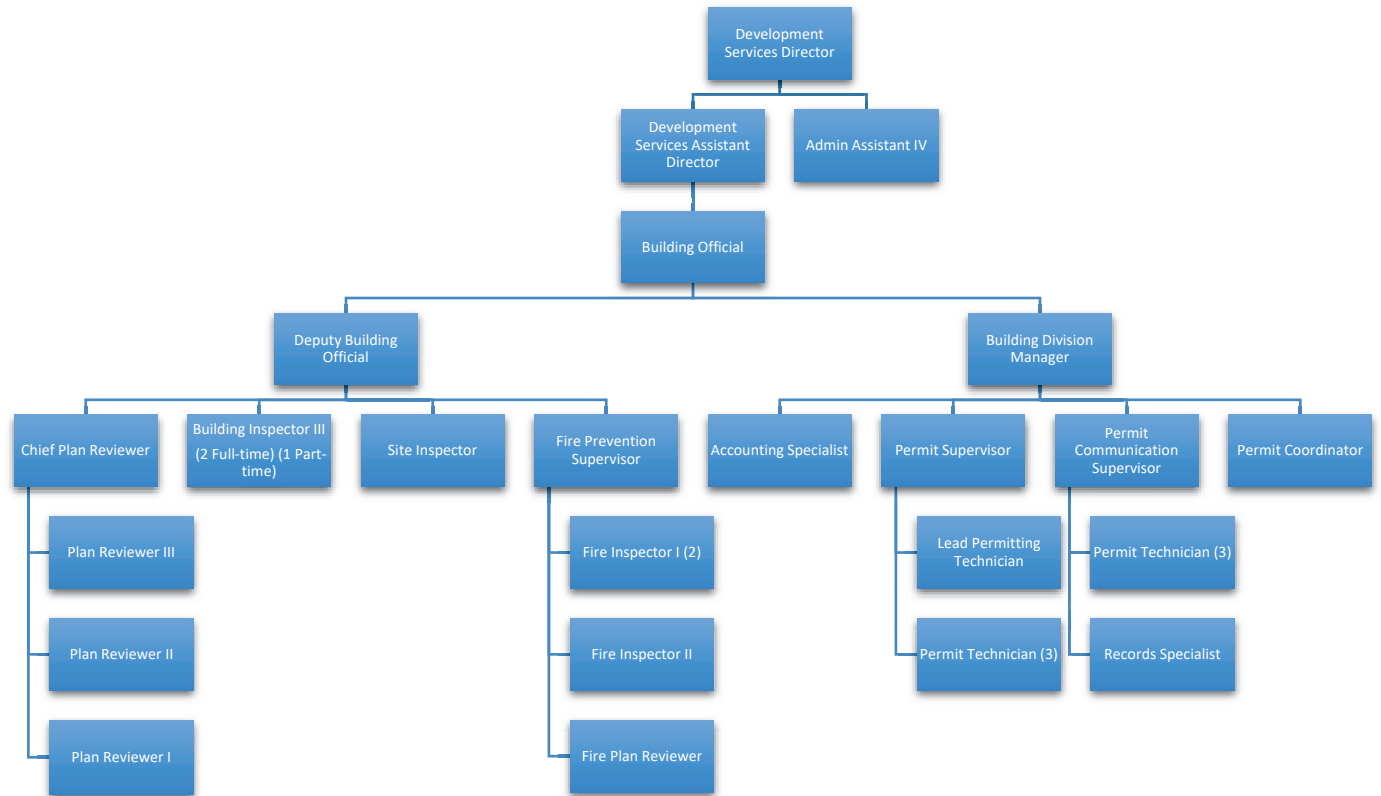 Development
Services Director
Development
Services Assistant
Director
Admin Assistant IV
Building Official
Deputy Building
Official
Building Division
Manager
Chief Plan Reviewer
Building Inspector III
(2 Full-time) (1 Part-
time)
Site Inspector
Fire Prevention
Supervisor
Accounting Specialist
Permit Supervisor
Permit
Communication
Supervisor
Permit Coordinator
Plan Reviewer III
Fire Inspector I (2)
Lead Permitting
Technician
Permit Technician (3)
Plan Reviewer II
Fire Inspector II
Permit Technician (3)
Records Specialist
Plan Reviewer I
Fire Plan Reviewer